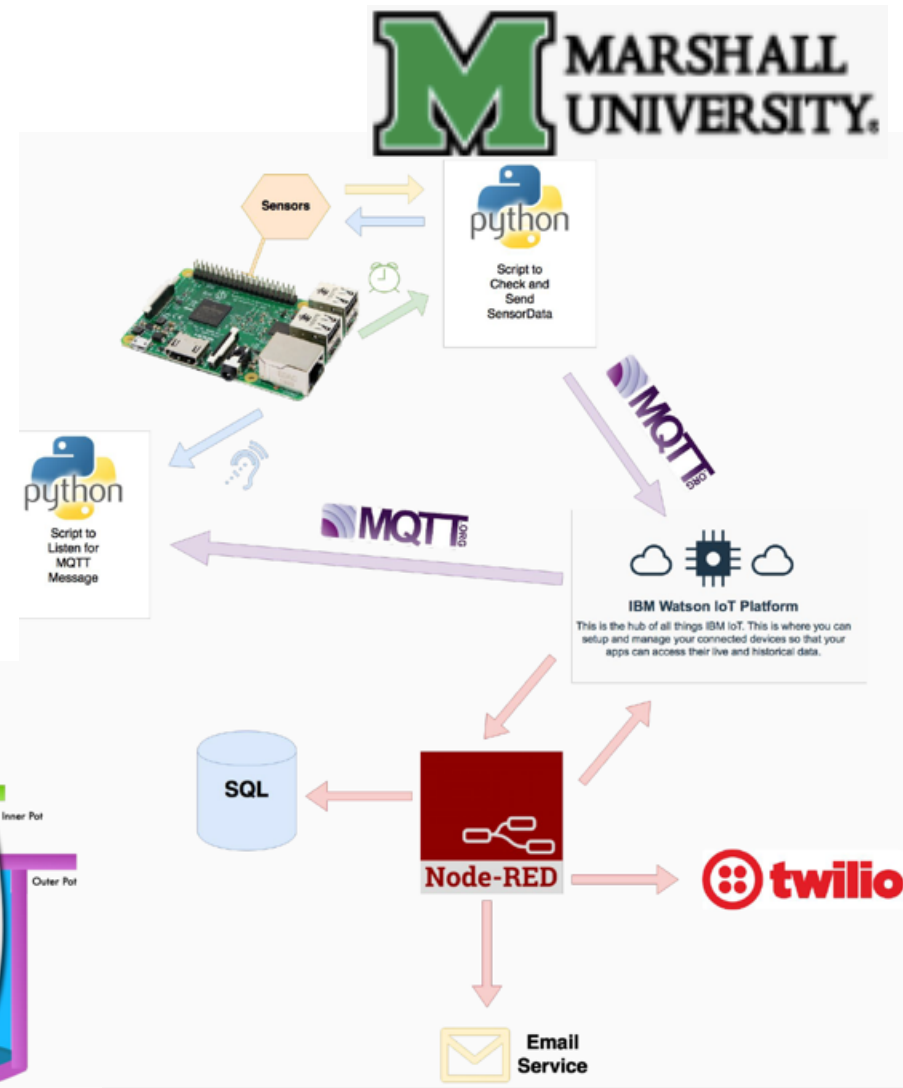 MARSHALL
UNIVERSITY®
Sensors
python
Script to
Check and
Send
SensorData
MQTT.ORG
python
Script to
Listen for
MQTT
Message
MQTT.ORG
IBM Watson IoT Platform
This is the hub of all things IBM IoT. This is where you can
setup and manage your connected devices so that your
apps can access their live and historical data.
SQL
Inner Pot
Outer Pot
Node-RED
twilio
Email
Service